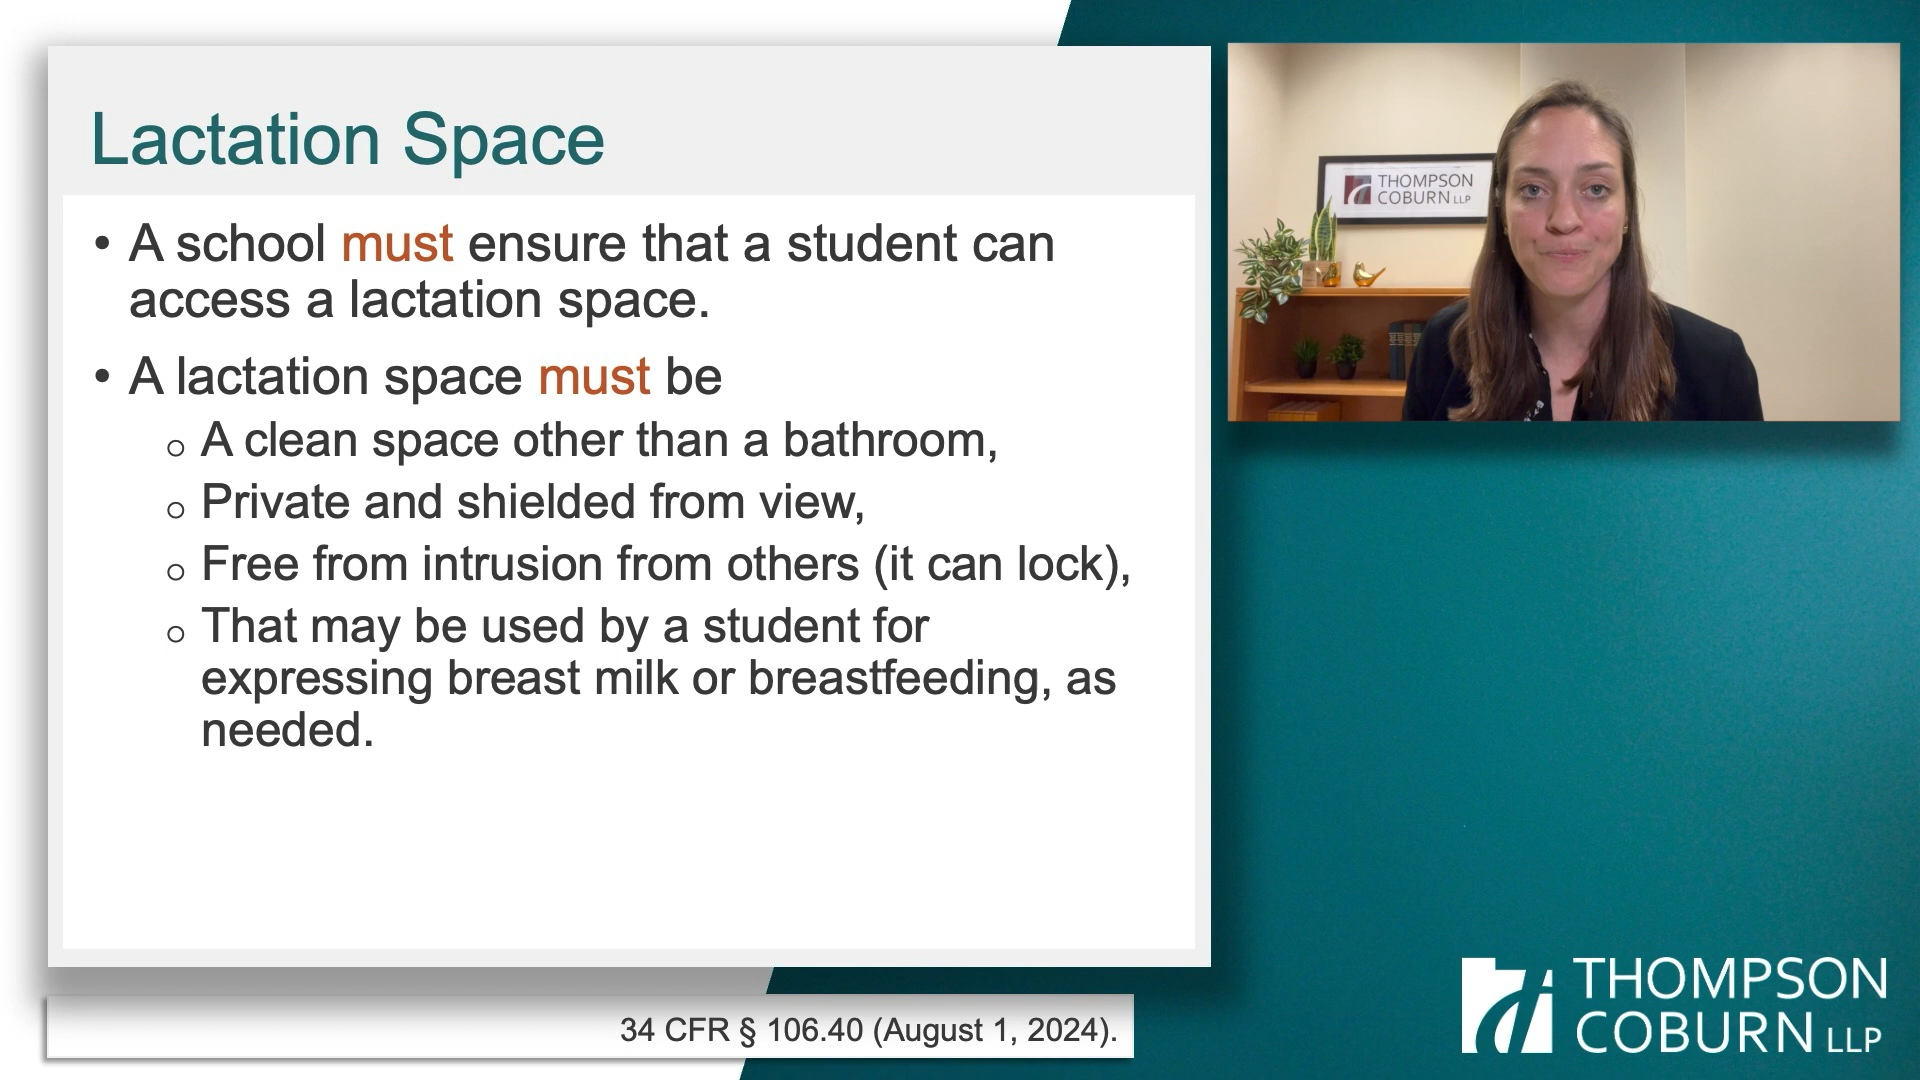 Lactation Space
• A school must ensure that a student can
access a lactation space.
• A lactation space must be
o A clean space other than a bathroom,
o Private and shielded from view,
o Free from intrusion from others (it can lock),
o That may be used by a student for
expressing breast milk or breastfeeding, as
needed.
34 CFR § 106.40 (August 1, 2024).
THOMPSON
COBURN LLP
THOMPSON
COBURN LLP